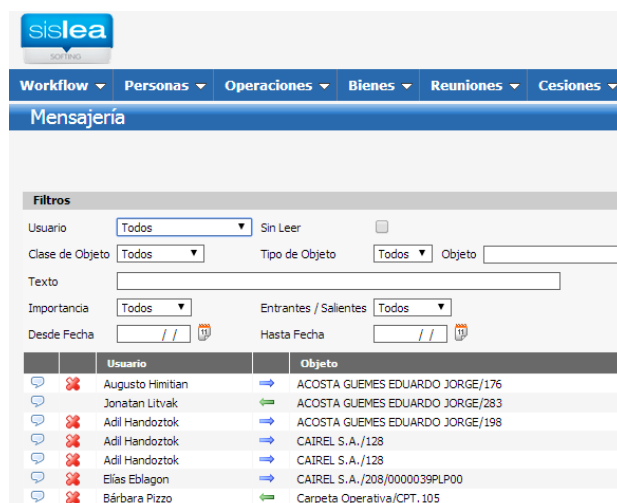 sislea
SOFTING
Workflow Personas Operaciones Bienes Reuniones Cesiones
Mensajería
Filtros
Usuario Todos Sin Leer
Clase de Objeto Todos Tipo de Objeto Todos Objeto
Texto
Importancia Todos Entrantes / Salientes Todos
Desde Fecha / / 11 Hasta Fecha / / 11
Usuario Objeto
Augusto Himitian ACOSTA GUEMES EDUARDO JORGE/176
Jonatan Litvak ACOSTA GUEMES EDUARDO JORGE/283
Adil Handoztok ACOSTA GUEMES EDUARDO JORGE/198
Adil Handoztok CAIREL S.A./128
Adil Handoztok CAIREL S.A./128
Elías Eblagon CAIREL S.A./208/0000039PLP00
Bárbara Pizzo Carpeta Operativa/CPT.105